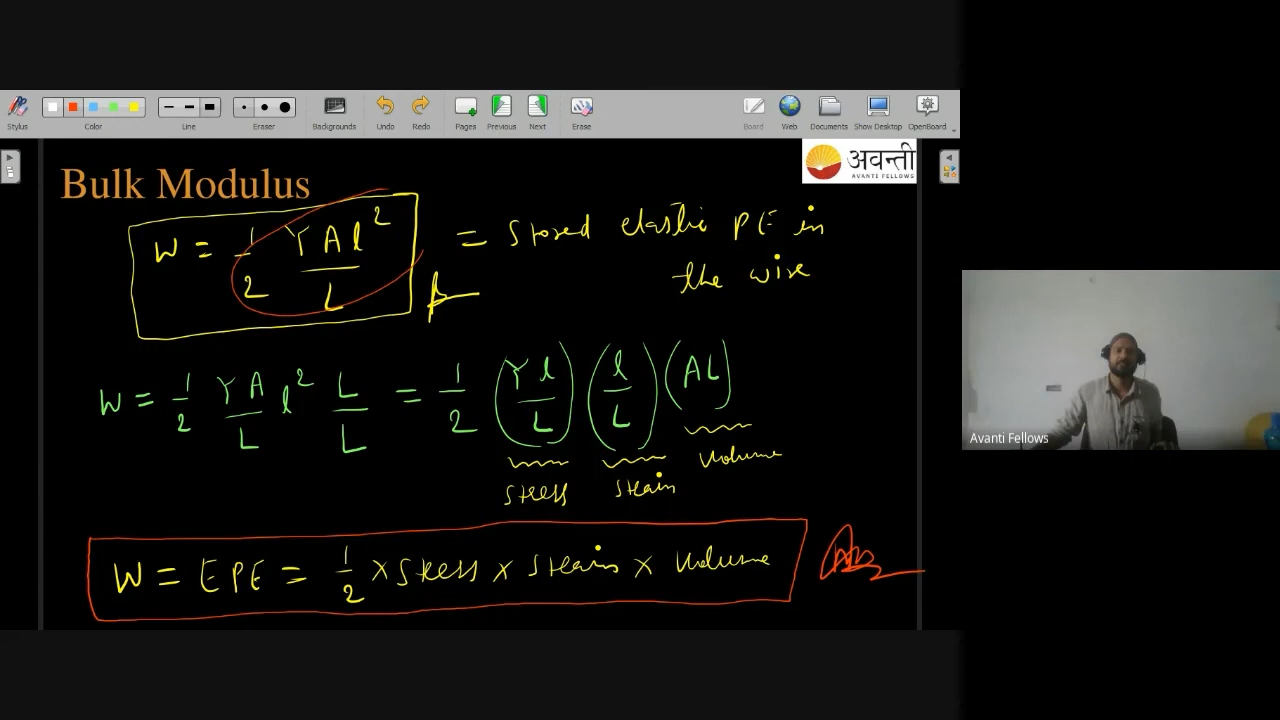 Stylus Color Line Eraser Backgrounds Undo Redo Pages Previous Next Erase Board Web Documents Show Desktop OpenBoard
अवन्ती
AVANTI FELLOWS
Bulk Modulus
W = 1/2 YAl²/L = stored elastic PE in
the wire
W = 1/2 YA/L l² L/L = 1/2 (Yl/L) (l/L) (AL)
stress strain volume
W = EPE = 1/2 × stress × strain × volume
Avanti Fellows